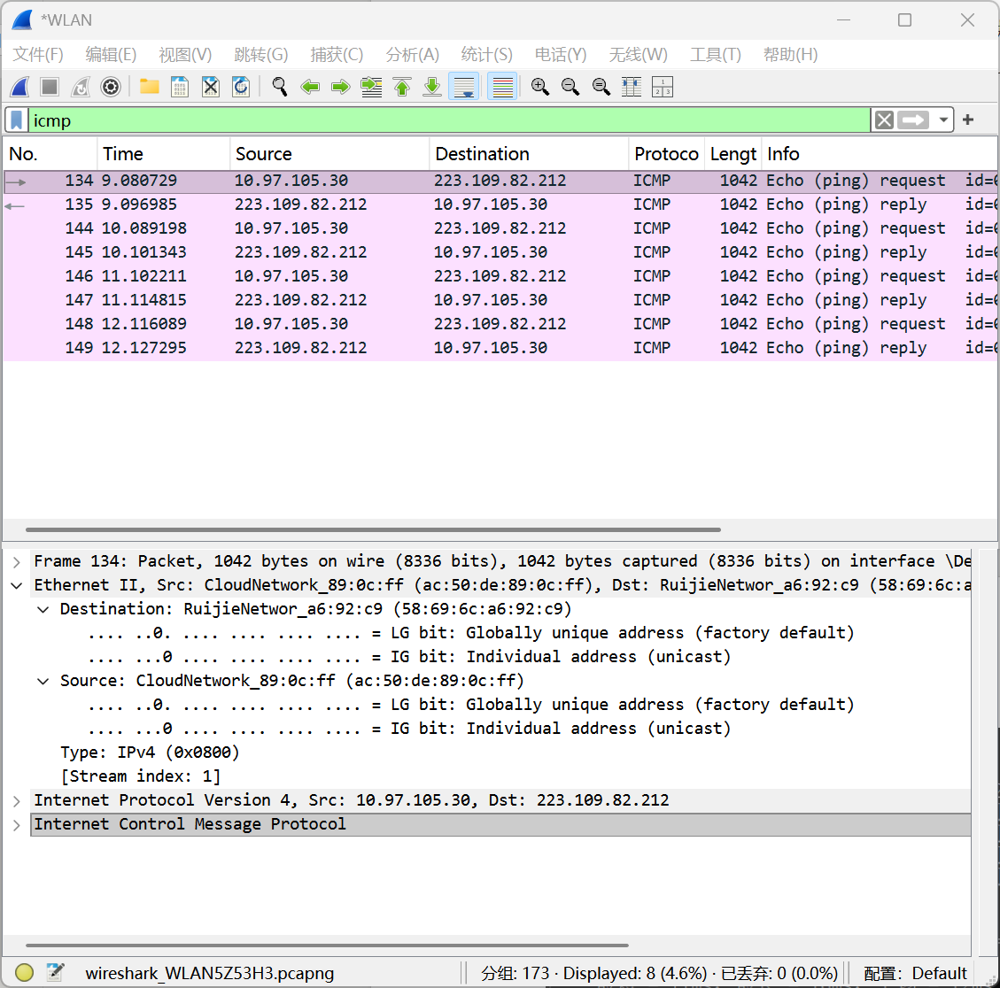 *WLAN
文件(F) 编辑(E) 视图(V) 跳转(G) 捕获(C) 分析(A) 统计(S) 电话(Y) 无线(W) 工具(T) 帮助(H)
icmp
No. Time Source Destination Protoco Lengt Info
134 9.080729 10.97.105.30 223.109.82.212 ICMP 1042 Echo (ping) request id=
135 9.096985 223.109.82.212 10.97.105.30 ICMP 1042 Echo (ping) reply id=
144 10.089198 10.97.105.30 223.109.82.212 ICMP 1042 Echo (ping) request id=
145 10.101343 223.109.82.212 10.97.105.30 ICMP 1042 Echo (ping) reply id=
146 11.102211 10.97.105.30 223.109.82.212 ICMP 1042 Echo (ping) request id=
147 11.114815 223.109.82.212 10.97.105.30 ICMP 1042 Echo (ping) reply id=
148 12.116089 10.97.105.30 223.109.82.212 ICMP 1042 Echo (ping) request id=
149 12.127295 223.109.82.212 10.97.105.30 ICMP 1042 Echo (ping) reply id=
Frame 134: Packet, 1042 bytes on wire (8336 bits), 1042 bytes captured (8336 bits) on interface \De
Ethernet II, Src: CloudNetwork_89:0c:ff (ac:50:de:89:0c:ff), Dst: RuijieNetwor_a6:92:c9 (58:69:6c:a
Destination: RuijieNetwor_a6:92:c9 (58:69:6c:a6:92:c9)
.... ..0. .... .... .... .... = LG bit: Globally unique address (factory default)
.... ...0 .... .... .... .... = IG bit: Individual address (unicast)
Source: CloudNetwork_89:0c:ff (ac:50:de:89:0c:ff)
.... ..0. .... .... .... .... = LG bit: Globally unique address (factory default)
.... ...0 .... .... .... .... = IG bit: Individual address (unicast)
Type: IPv4 (0x0800)
[Stream index: 1]
Internet Protocol Version 4, Src: 10.97.105.30, Dst: 223.109.82.212
Internet Control Message Protocol
wireshark_WLAN5Z53H3.pcapng 分组: 173 · Displayed: 8 (4.6%) · 已丢弃: 0 (0.0%) 配置: Default